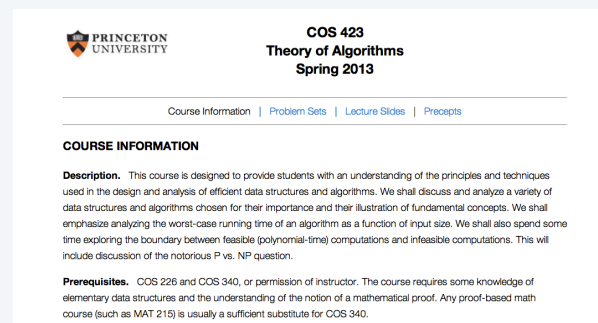 PRINCETON
UNIVERSITY
COS 423
Theory of Algorithms
Spring 2013
Course Information | Problem Sets | Lecture Slides | Precepts
COURSE INFORMATION
Description. This course is designed to provide students with an understanding of the principles and techniques
used in the design and analysis of efficient data structures and algorithms. We shall discuss and analyze a variety of
data structures and algorithms chosen for their importance and their illustration of fundamental concepts. We shall
emphasize analyzing the worst-case running time of an algorithm as a function of input size. We shall also spend some
time exploring the boundary between feasible (polynomial-time) computations and infeasible computations. This will
include discussion of the notorious P vs. NP question.
Prerequisites. COS 226 and COS 340, or permission of instructor. The course requires some knowledge of
elementary data structures and the understanding of the notion of a mathematical proof. Any proof-based math
course (such as MAT 215) is usually a sufficient substitute for COS 340.